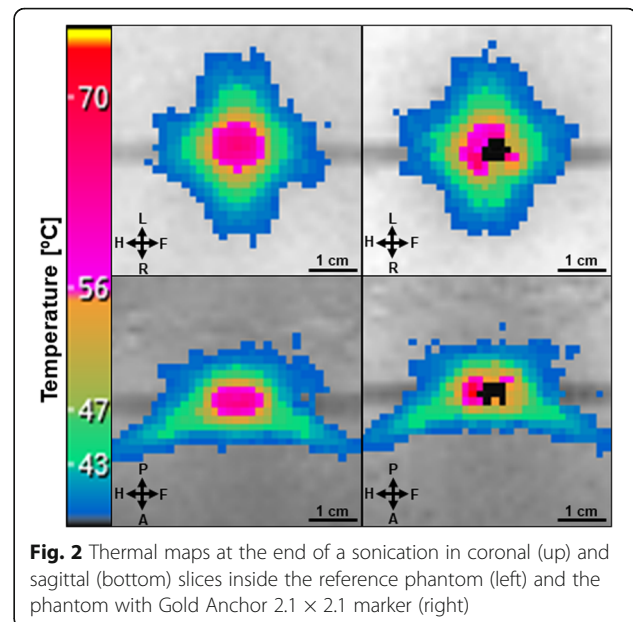 Temperature [ºC]
70
56
47
43
L
H F
R
1 cm
L
H F
R
1 cm
P
H F
A
1 cm
P
H F
A
1 cm
Fig. 2 Thermal maps at the end of a sonication in coronal (up) and
sagittal (bottom) slices inside the reference phantom (left) and the
phantom with Gold Anchor 2.1 × 2.1 marker (right)